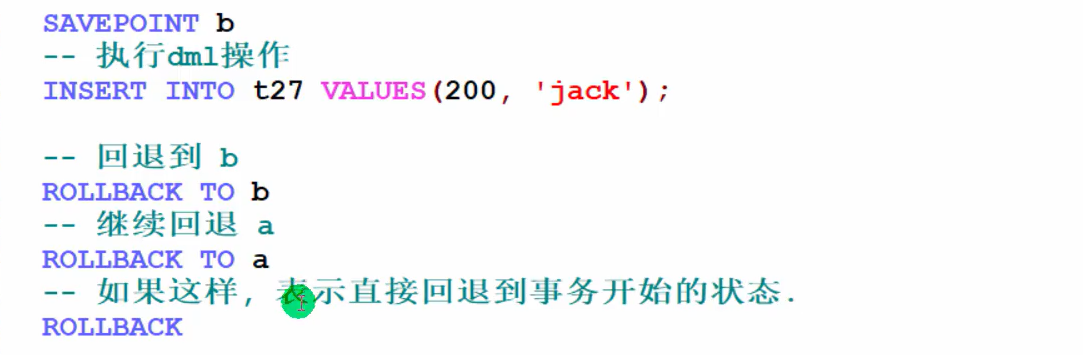 SAVEPOINT b
-- 执行dml操作
INSERT INTO t27 VALUES(200, 'jack');
-- 回退到 b
ROLLBACK TO b
-- 继续回退 a
ROLLBACK TO a
-- 如果这样, 表示直接回退到事务开始的状态.
ROLLBACK